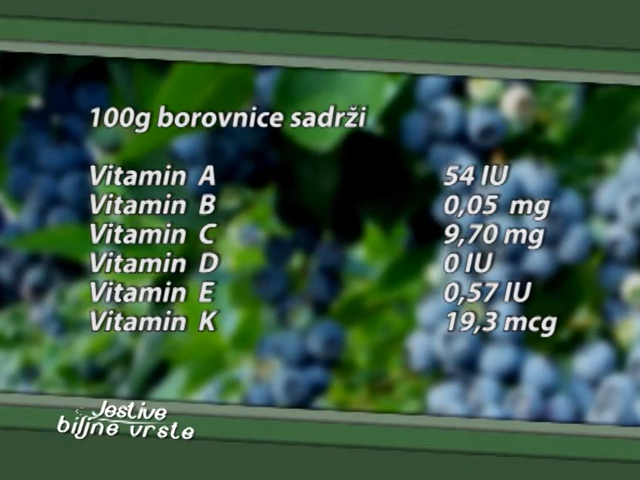 100g borovnice sadrži
Vitamin A 54 IU
Vitamin B 0,05 mg
Vitamin C 9,70 mg
Vitamin D 0 IU
Vitamin E 0,57 IU
Vitamin K 19,3 mcg
Jestive
biljne vrste